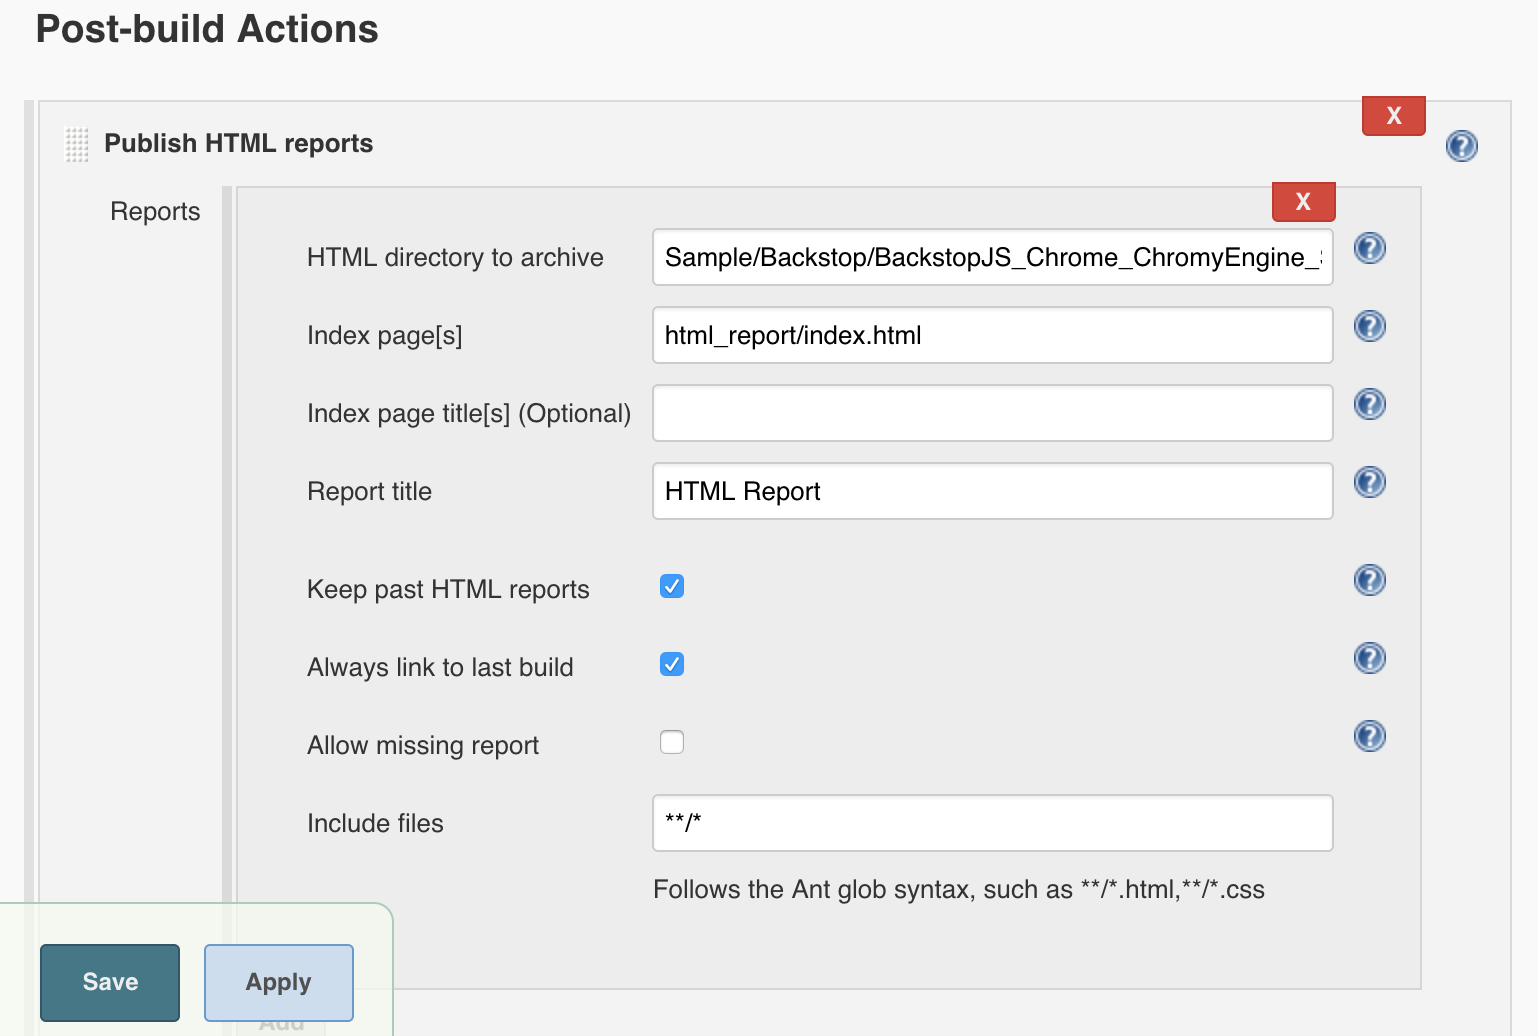 Post-build Actions
X
Publish HTML reports
Reports
X
HTML directory to archive
Sample/Backstop/BackstopJS_Chrome_ChromyEngine_
Index page[s]
html_report/index.html
Index page title[s] (Optional)
Report title
HTML Report
Keep past HTML reports
Always link to last build
Allow missing report
Include files
**/*
Follows the Ant glob syntax, such as **/*.html,**/*.css
Save
Apply
Add